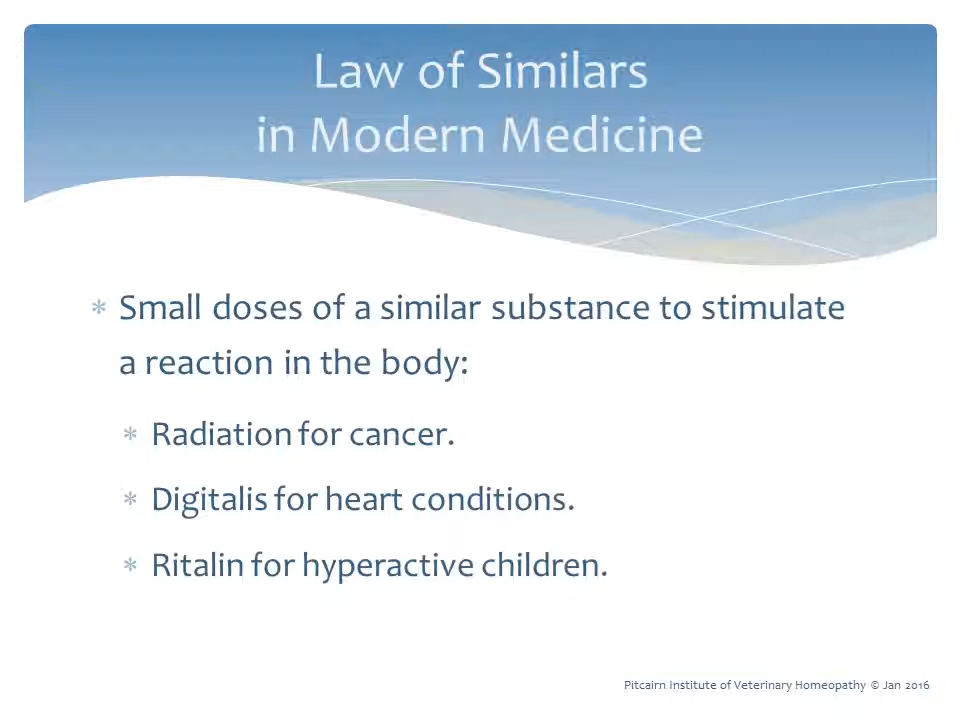 Law of Similars
in Modern Medicine
* Small doses of a similar substance to stimulate
a reaction in the body:
* Radiation for cancer.
* Digitalis for heart conditions.
* Ritalin for hyperactive children.
Pitcairn Institute of Veterinary Homeopathy © Jan 2016